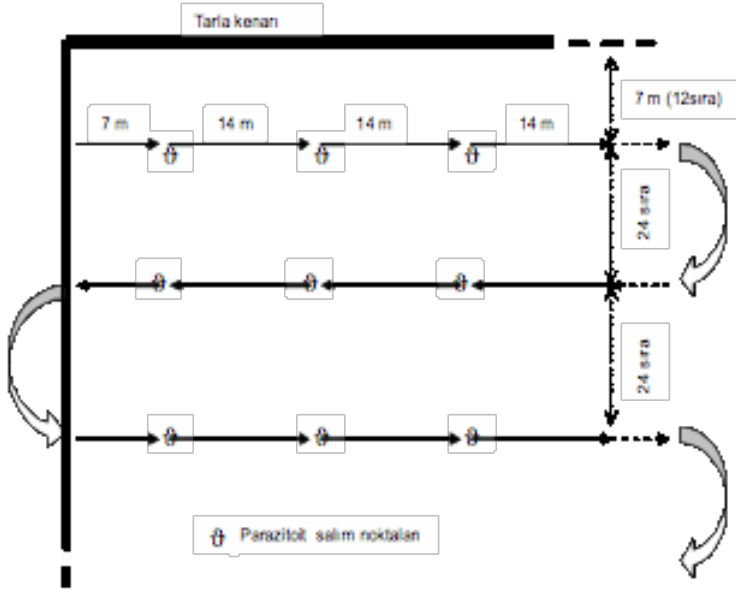 Tarla kenarı
7 m (12sıra)
7 m
14 m
14 m
14 m
ϑ
ϑ
ϑ
24 sıra
ϑ
ϑ
ϑ
24 sıra
ϑ
ϑ
ϑ
ϑ Parazitoit salım noktaları